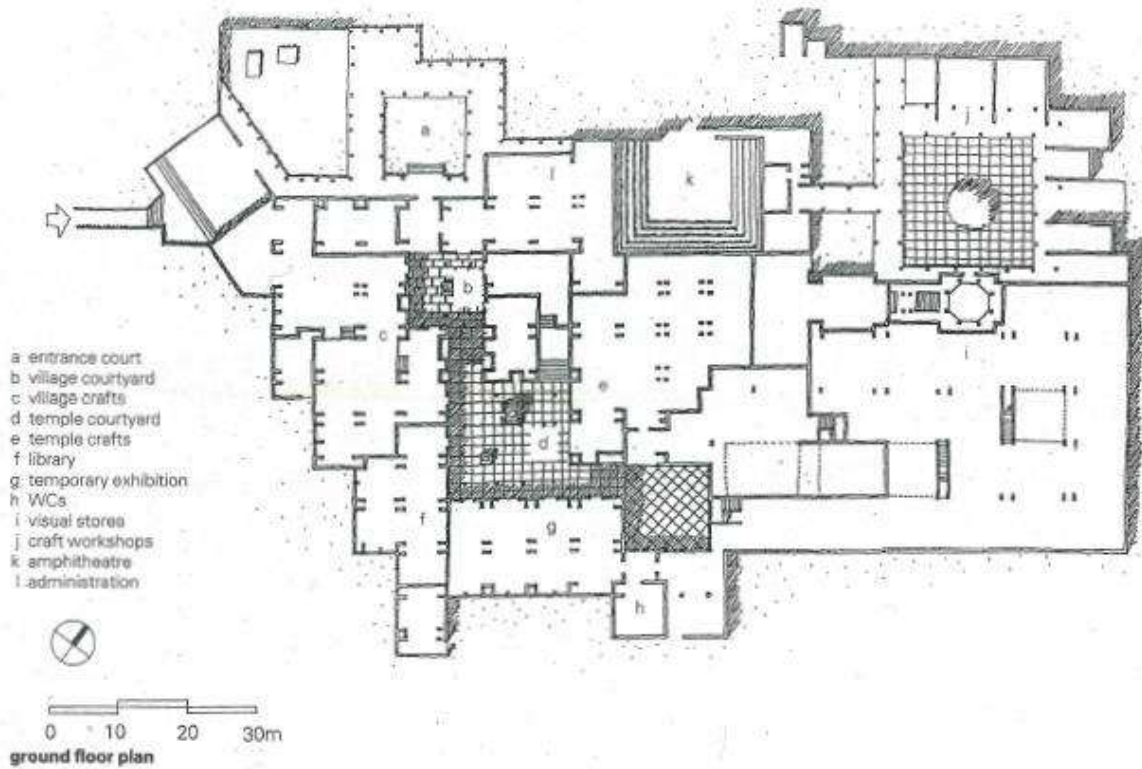 a
k
j
l
b
c
i
e
d
f
g
h
a entrance court
b village courtyard
c village crafts
d temple courtyard
e temple crafts
f library
g temporary exhibition
h WCs
i visual stores
j craft workshops
k amphitheatre
l administration
0 10 20 30m
ground floor plan